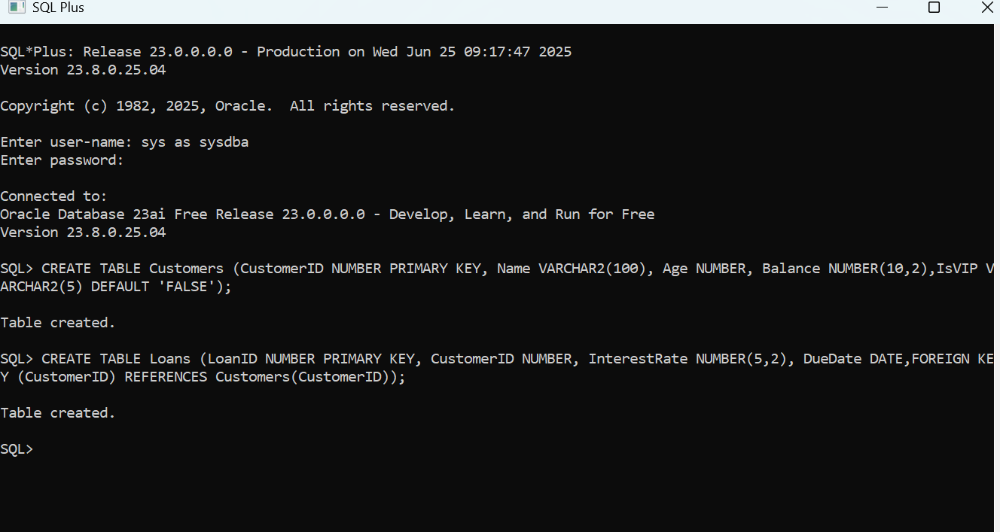 SQL Plus
SQL*Plus: Release 23.0.0.0.0 - Production on Wed Jun 25 09:17:47 2025
Version 23.8.0.25.04
Copyright (c) 1982, 2025, Oracle.  All rights reserved.
Enter user-name: sys as sysdba
Enter password:
Connected to:
Oracle Database 23ai Free Release 23.0.0.0.0 - Develop, Learn, and Run for Free
Version 23.8.0.25.04
SQL> CREATE TABLE Customers (CustomerID NUMBER PRIMARY KEY, Name VARCHAR2(100), Age NUMBER, Balance NUMBER(10,2),IsVIP V
ARCHAR2(5) DEFAULT 'FALSE');
Table created.
SQL> CREATE TABLE Loans (LoanID NUMBER PRIMARY KEY, CustomerID NUMBER, InterestRate NUMBER(5,2), DueDate DATE,FOREIGN KE
Y (CustomerID) REFERENCES Customers(CustomerID));
Table created.
SQL>